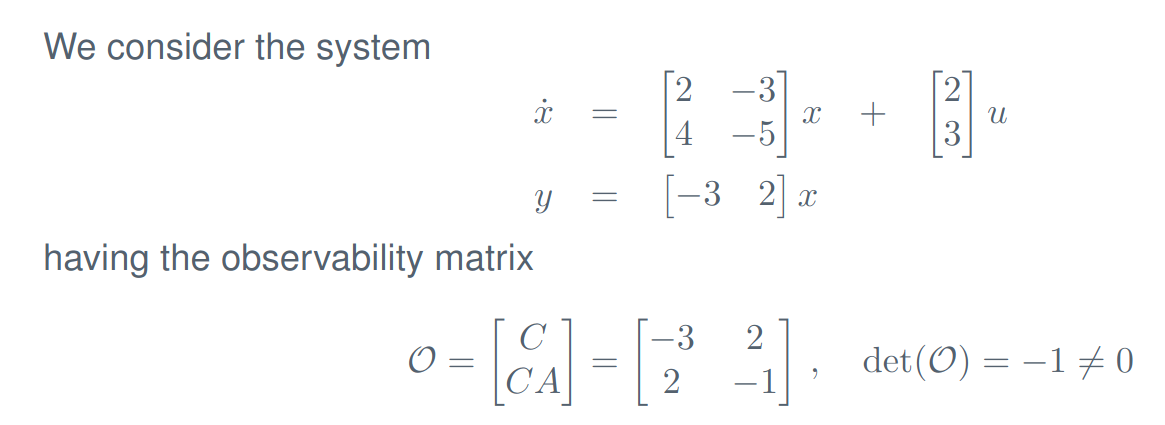 We consider the system
ẋ = [2 −3; 4 −5] x + [2; 3] u
y = [−3 2] x
having the observability matrix
𝒪 = [C; CA] = [−3 2; 2 −1] , det(𝒪) = −1 ≠ 0